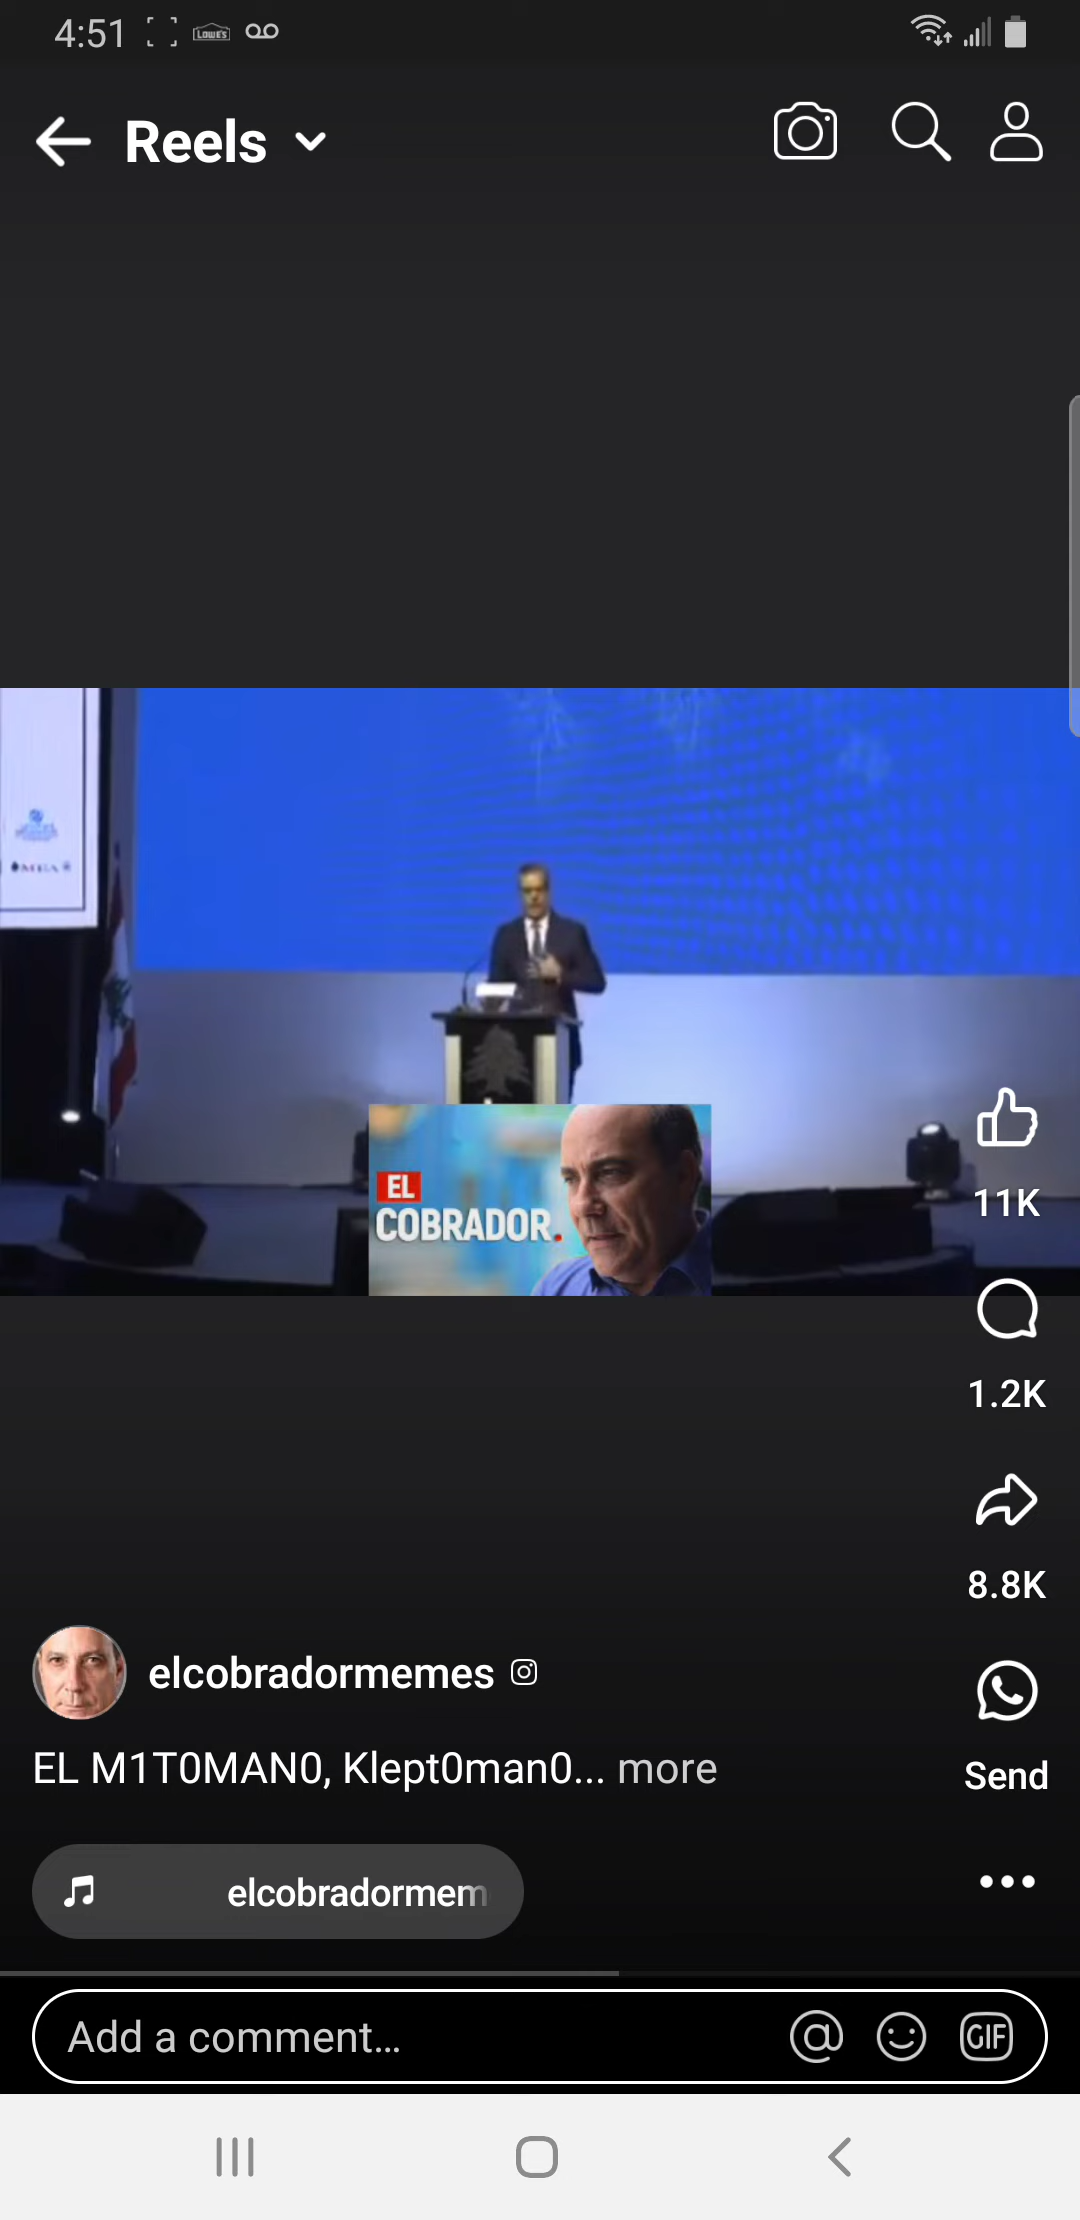 4:51
LOWE'S
Reels
EL
COBRADOR.
11K
1.2K
8.8K
elcobradormemes
Send
EL M1T0MAN0, Klept0man0... more
elcobradormem
Add a comment...
GIF